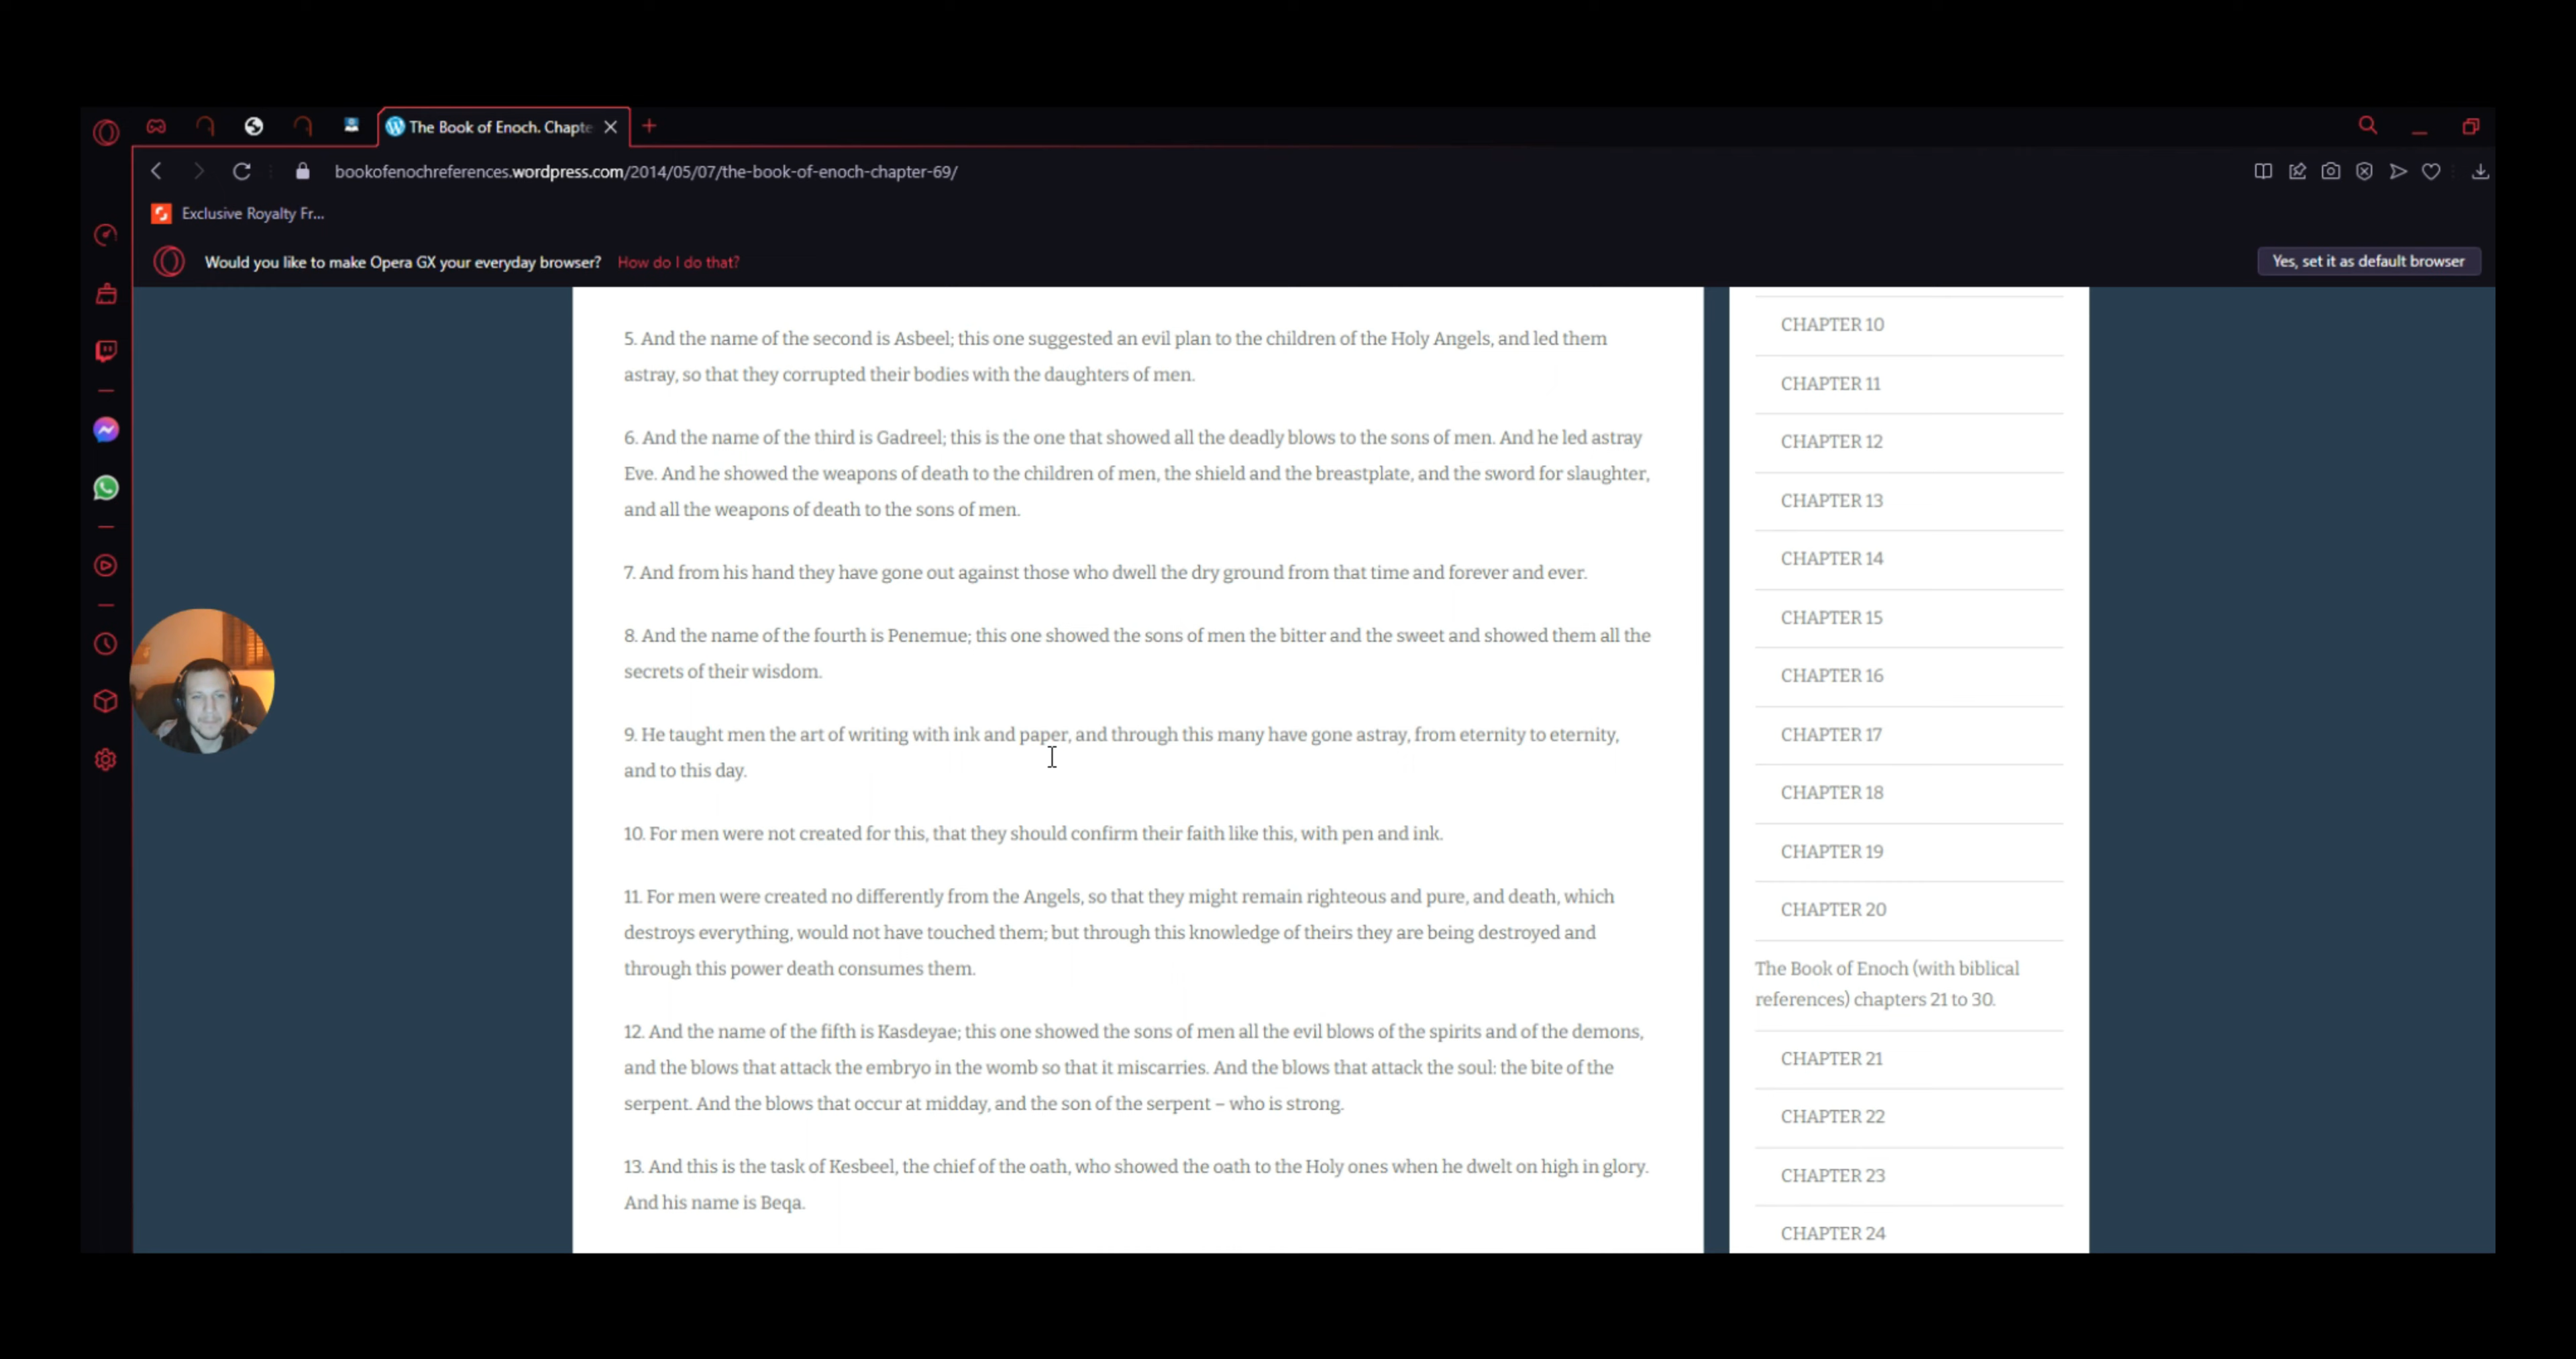 The Book of Enoch. Chapte
bookofenochreferences.wordpress.com/2014/05/07/the-book-of-enoch-chapter-69/
Exclusive Royalty Fr...
Would you like to make Opera GX your everyday browser? How do I do that? Yes, set it as default browser
5. And the name of the second is Asbeel; this one suggested an evil plan to the children of the Holy Angels, and led them
astray, so that they corrupted their bodies with the daughters of men.
6. And the name of the third is Gadreel; this is the one that showed all the deadly blows to the sons of men. And he led astray
Eve. And he showed the weapons of death to the children of men, the shield and the breastplate, and the sword for slaughter,
and all the weapons of death to the sons of men.
7. And from his hand they have gone out against those who dwell the dry ground from that time and forever and ever.
8. And the name of the fourth is Penemue; this one showed the sons of men the bitter and the sweet and showed them all the
secrets of their wisdom.
9. He taught men the art of writing with ink and paper, and through this many have gone astray, from eternity to eternity,
and to this day.
10. For men were not created for this, that they should confirm their faith like this, with pen and ink.
11. For men were created no differently from the Angels, so that they might remain righteous and pure, and death, which
destroys everything, would not have touched them; but through this knowledge of theirs they are being destroyed and
through this power death consumes them.
12. And the name of the fifth is Kasdeyae; this one showed the sons of men all the evil blows of the spirits and of the demons,
and the blows that attack the embryo in the womb so that it miscarries. And the blows that attack the soul: the bite of the
serpent. And the blows that occur at midday, and the son of the serpent – who is strong.
13. And this is the task of Kesbeel, the chief of the oath, who showed the oath to the Holy ones when he dwelt on high in glory.
And his name is Beqa.
CHAPTER 10
CHAPTER 11
CHAPTER 12
CHAPTER 13
CHAPTER 14
CHAPTER 15
CHAPTER 16
CHAPTER 17
CHAPTER 18
CHAPTER 19
CHAPTER 20
The Book of Enoch (with biblical
references) chapters 21 to 30.
CHAPTER 21
CHAPTER 22
CHAPTER 23
CHAPTER 24